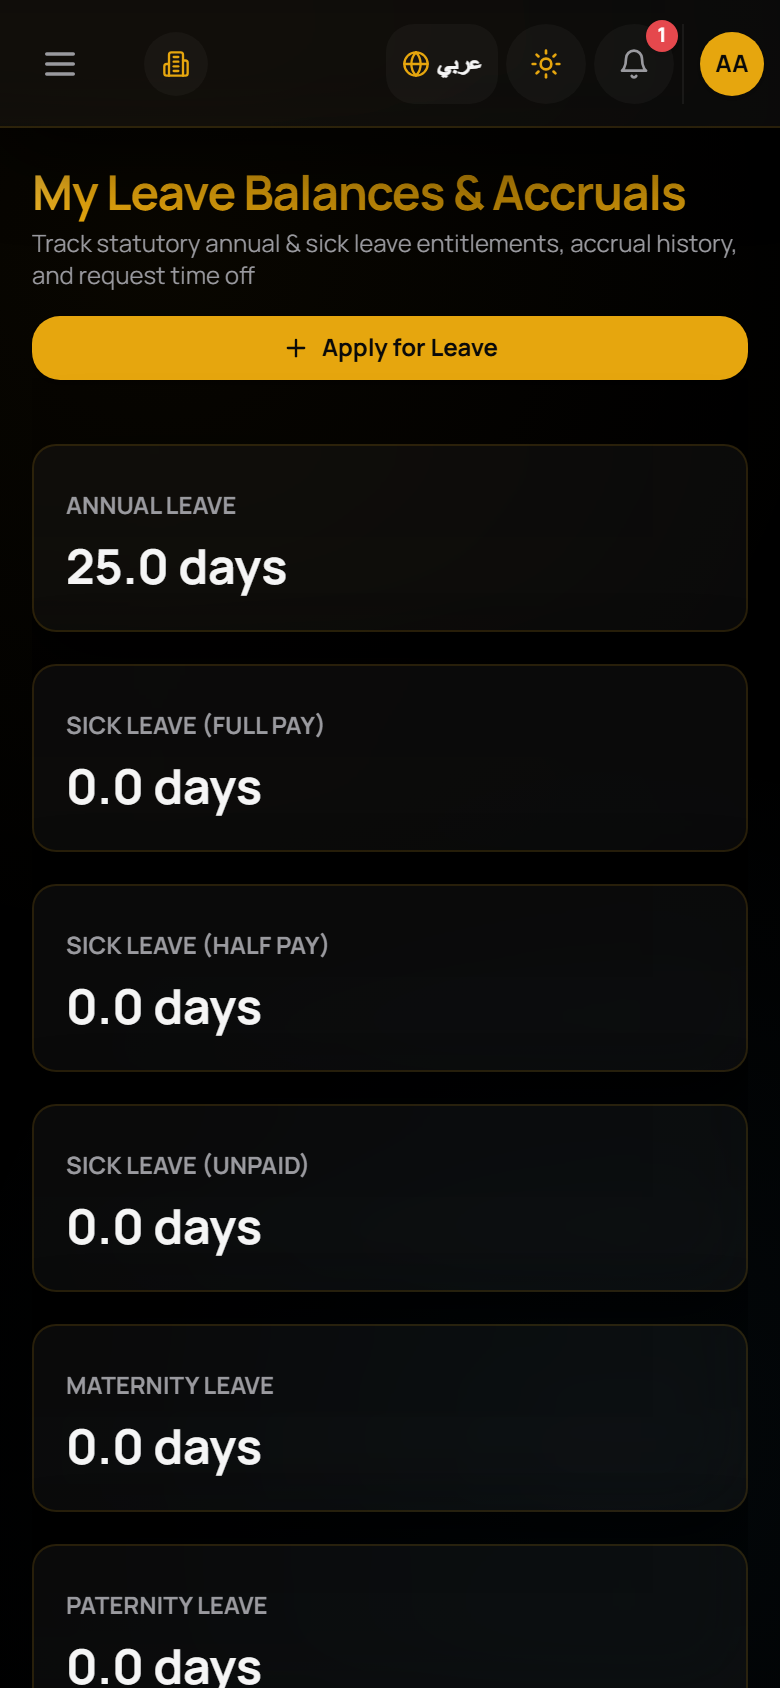 عربي
1
AA
My Leave Balances & Accruals
Track statutory annual & sick leave entitlements, accrual history,
and request time off
Apply for Leave
ANNUAL LEAVE
25.0 days
SICK LEAVE (FULL PAY)
0.0 days
SICK LEAVE (HALF PAY)
0.0 days
SICK LEAVE (UNPAID)
0.0 days
MATERNITY LEAVE
0.0 days
PATERNITY LEAVE
0.0 days